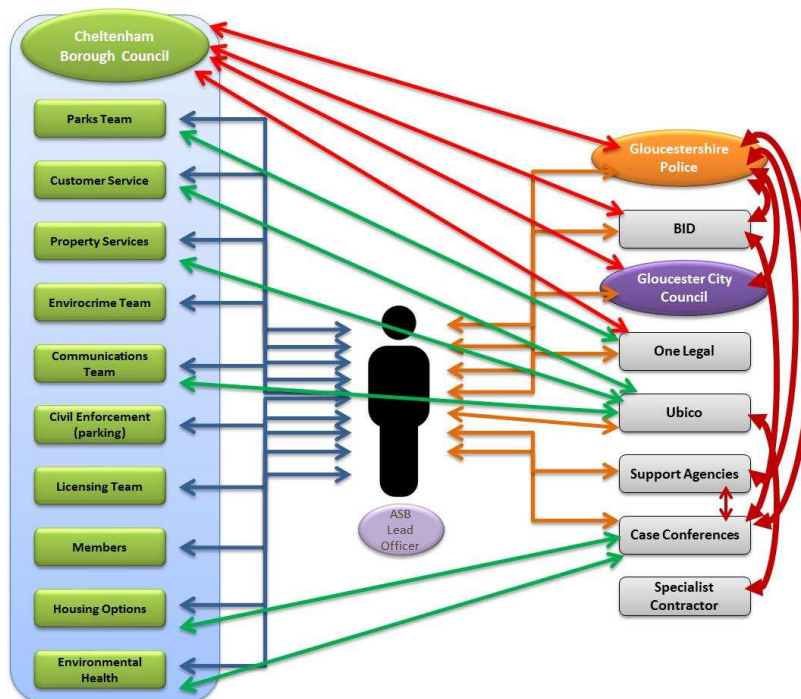 Cheltenham
Borough Council
Parks Team
Customer Service
Property Services
Envirocrime Team
Communications
Team
Civil Enforcement
(parking)
Licensing Team
Members
Housing Options
Environmental
Health
ASB
Lead
Officer
Gloucestershire
Police
BID
Gloucester City
Council
One Legal
Ubico
Support Agencies
Case Conferences
Specialist
Contractor